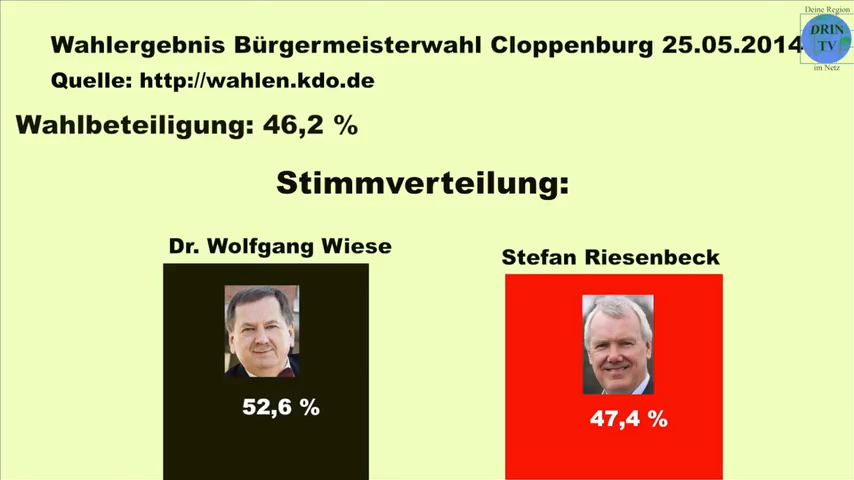 Deine Region
DRIN
TV
im Netz
Wahlergebnis Bürgermeisterwahl Cloppenburg 25.05.2014
Quelle: http://wahlen.kdo.de
Wahlbeteiligung: 46,2 %
Stimmverteilung:
Dr. Wolfgang Wiese
Stefan Riesenbeck
52,6 %
47,4 %